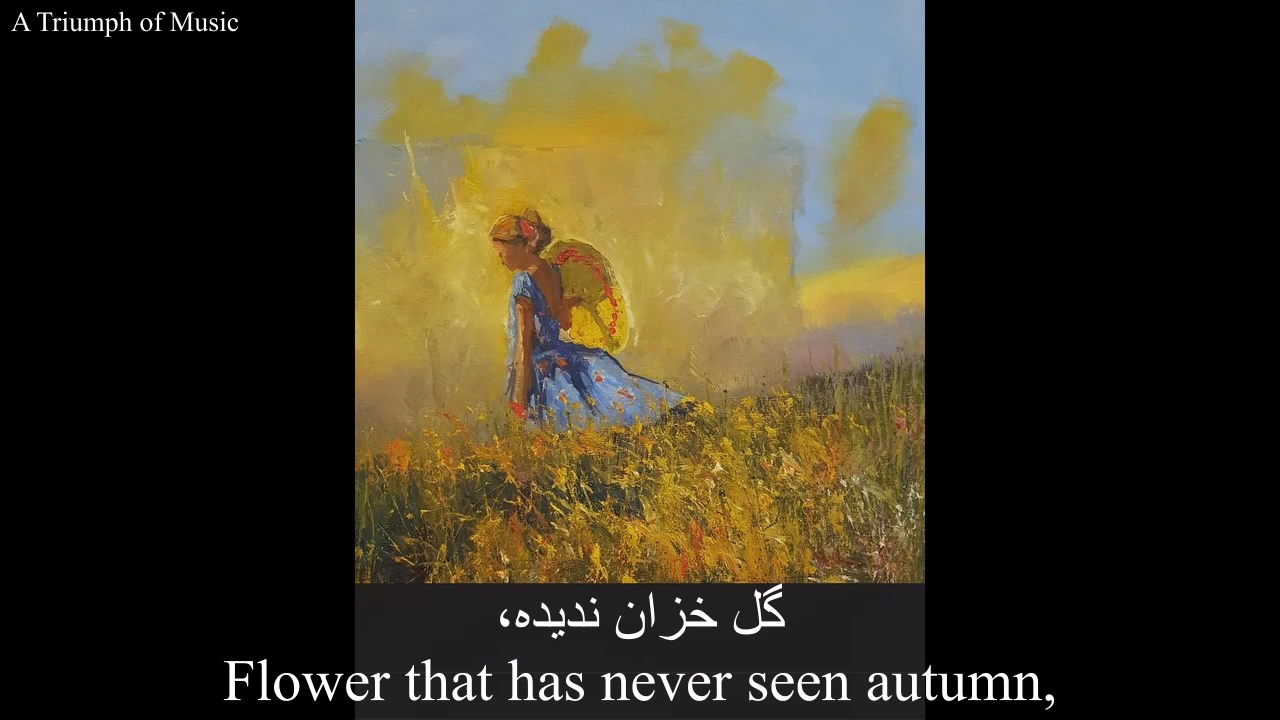 A Triumph of Music
گل خزان ندیده،
Flower that has never seen autumn,